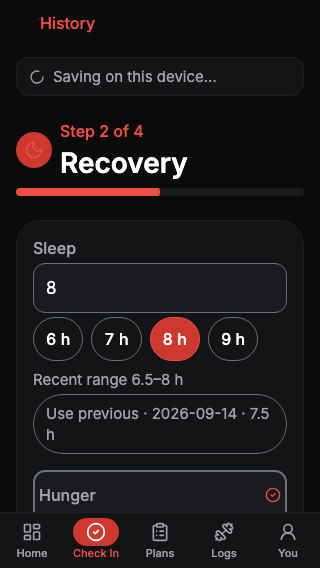 History
Saving on this device...
Step 2 of 4
Recovery
Sleep
8
6 h
7 h
8 h
9 h
Recent range 6.5–8 h
Use previous · 2026-09-14 · 7.5
h
Hunger
Home
Check In
Plans
Logs
You